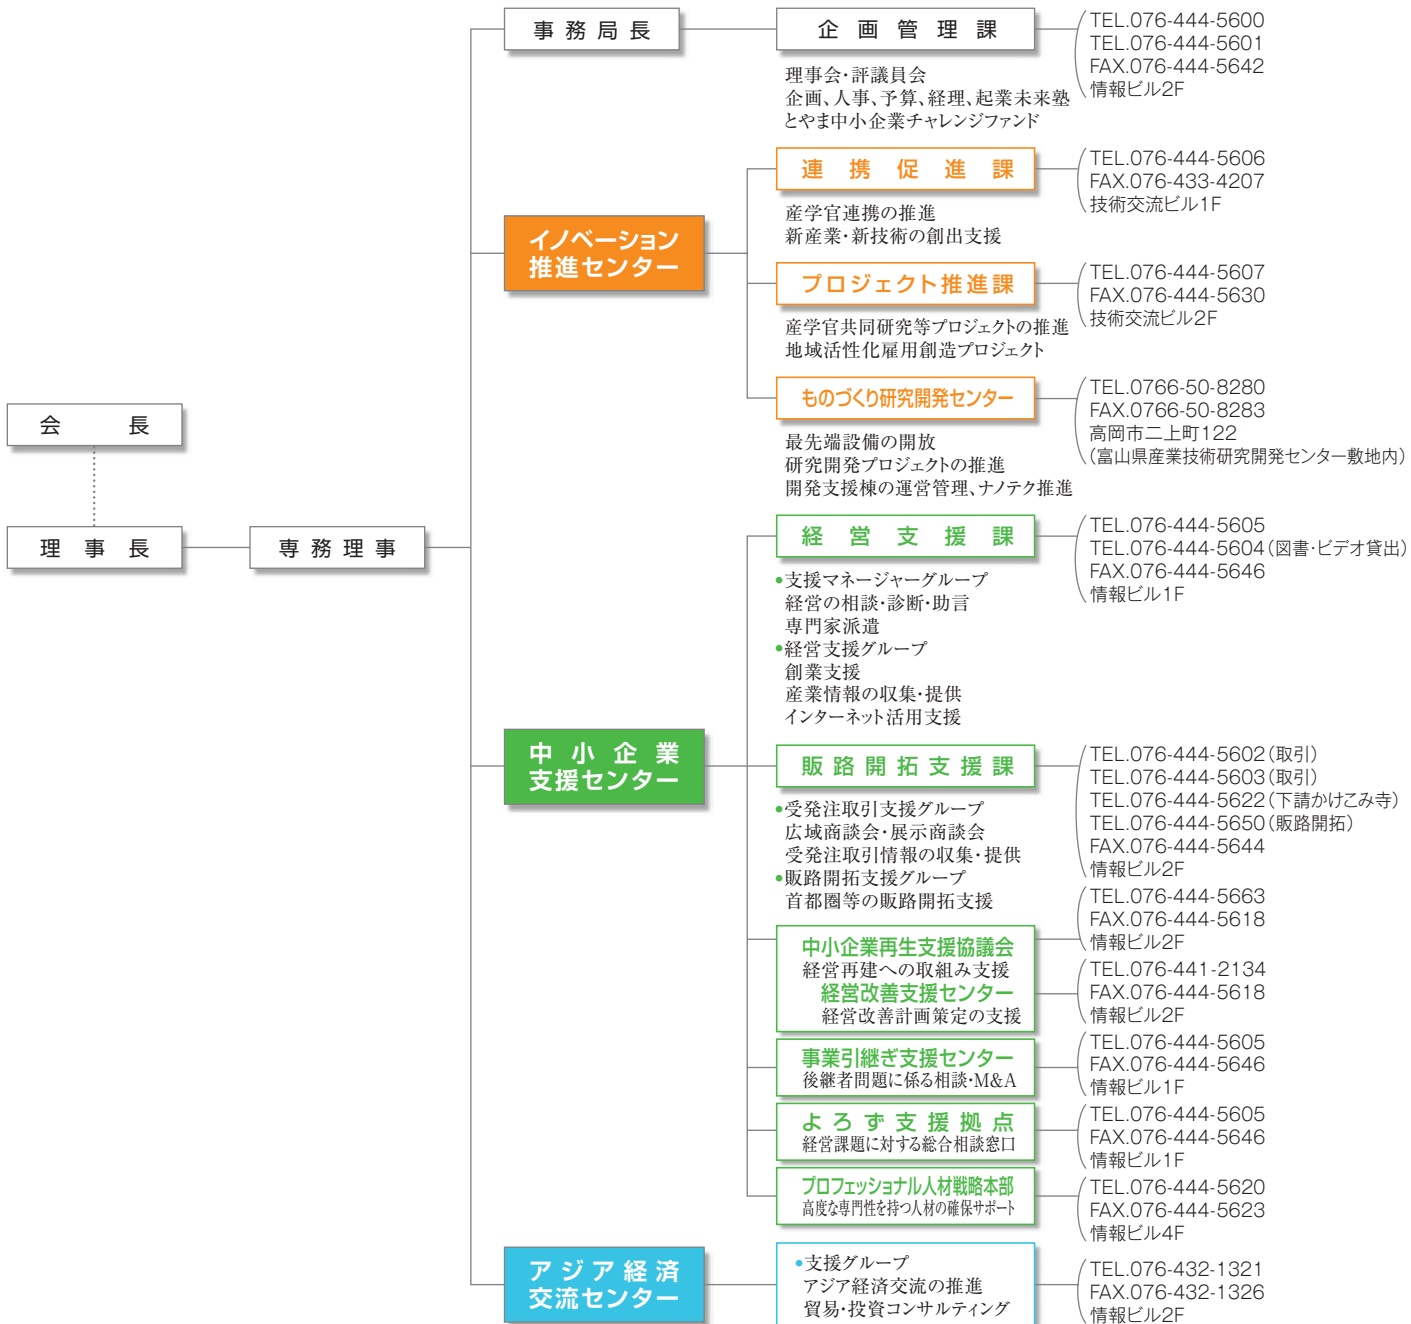 会長
理事長
専務理事
事務局長
企画管理課
理事会・評議員会
企画、人事、予算、経理、起業未来塾
とやま中小企業チャレンジファンド
TEL.076-444-5600
TEL.076-444-5601
FAX.076-444-5642
情報ビル2F
イノベーション
推進センター
連携促進課
産学官連携の推進
新産業・新技術の創出支援
TEL.076-444-5606
FAX.076-433-4207
技術交流ビル1F
プロジェクト推進課
産学官共同研究等プロジェクトの推進
地域活性化雇用創造プロジェクト
TEL.076-444-5607
FAX.076-444-5630
技術交流ビル2F
ものづくり研究開発センター
最先端設備の開放
研究開発プロジェクトの推進
開発支援棟の運営管理、ナノテク推進
TEL.0766-50-8280
FAX.0766-50-8283
高岡市二上町122
(富山県産業技術研究開発センター敷地内)
中小企業
支援センター
経営支援課
•支援マネージャーグループ
経営の相談・診断・助言
専門家派遣
•経営支援グループ
創業支援
産業情報の収集・提供
インターネット活用支援
TEL.076-444-5605
TEL.076-444-5604(図書・ビデオ貸出)
FAX.076-444-5646
情報ビル1F
販路開拓支援課
•受発注取引支援グループ
広域商談会・展示商談会
受発注取引情報の収集・提供
•販路開拓支援グループ
首都圏等の販路開拓支援
TEL.076-444-5602(取引)
TEL.076-444-5603(取引)
TEL.076-444-5622(下請かけこみ寺)
TEL.076-444-5650(販路開拓)
FAX.076-444-5644
情報ビル2F
中小企業再生支援協議会
経営再建への取組み支援
TEL.076-444-5663
FAX.076-444-5618
情報ビル2F
経営改善支援センター
経営改善計画策定の支援
TEL.076-441-2134
FAX.076-444-5618
情報ビル2F
事業引継ぎ支援センター
後継者問題に係る相談・M&A
TEL.076-444-5605
FAX.076-444-5646
情報ビル1F
よろず支援拠点
経営課題に対する総合相談窓口
TEL.076-444-5605
FAX.076-444-5646
情報ビル1F
プロフェッショナル人材戦略本部
高度な専門性を持つ人材の確保サポート
TEL.076-444-5620
FAX.076-444-5623
情報ビル4F
アジア経済
交流センター
•支援グループ
アジア経済交流の推進
貿易・投資コンサルティング
TEL.076-432-1321
FAX.076-432-1326
情報ビル2F